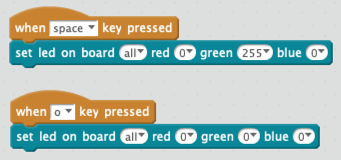 when space key pressed
set led on board all red 0 green 255 blue 0
when o key pressed
set led on board all red 0 green 0 blue 0